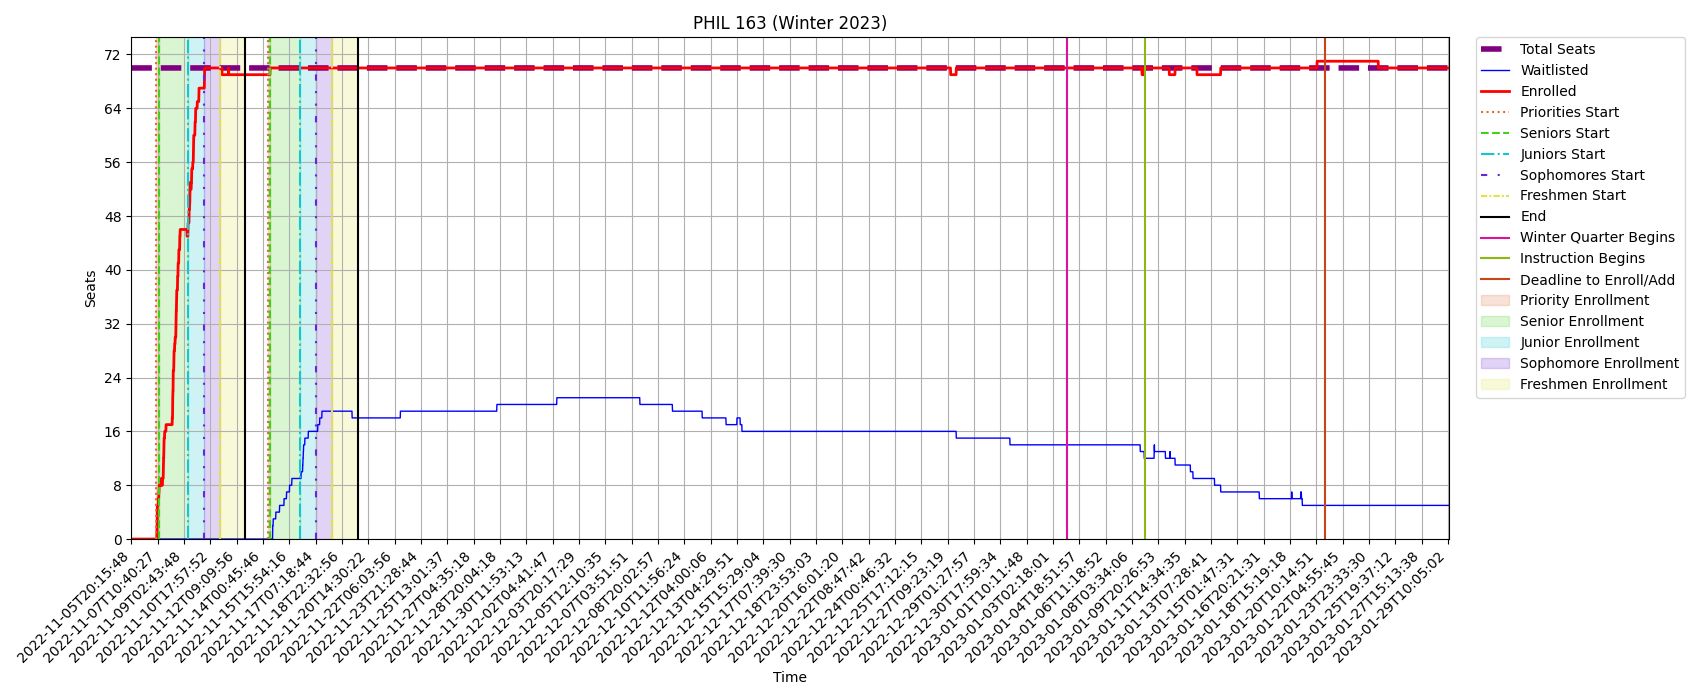 PHIL 163 (Winter 2023)
Seats
72
64
56
48
40
32
24
16
8
0
2022-11-05T20:15:48
2022-11-07T10:40:27
2022-11-09T02:43:48
2022-11-10T17:57:52
2022-11-12T09:09:56
2022-11-14T00:45:46
2022-11-15T15:54:16
2022-11-17T07:18:44
2022-11-18T22:32:56
2022-11-20T14:30:22
2022-11-22T06:03:56
2022-11-23T21:28:44
2022-11-25T13:01:37
2022-11-27T04:35:18
2022-11-28T20:04:18
2022-11-30T11:53:13
2022-12-02T04:41:47
2022-12-03T20:17:29
2022-12-05T12:10:35
2022-12-07T03:51:51
2022-12-08T20:02:57
2022-12-10T11:56:24
2022-12-12T04:00:06
2022-12-13T04:29:51
2022-12-15T15:29:04
2022-12-17T07:39:30
2022-12-18T23:53:03
2022-12-20T16:01:20
2022-12-22T08:47:42
2022-12-24T00:46:32
2022-12-25T17:12:15
2022-12-27T09:23:19
2022-12-29T01:27:57
2022-12-30T17:59:34
2023-01-01T10:11:48
2023-01-03T02:18:01
2023-01-04T18:51:57
2023-01-06T11:18:52
2023-01-08T03:34:06
2023-01-09T20:26:53
2023-01-11T14:34:35
2023-01-13T07:28:41
2023-01-15T01:47:31
2023-01-16T20:21:31
2023-01-18T15:19:18
2023-01-20T10:14:51
2023-01-22T04:55:45
2023-01-23T23:33:30
2023-01-25T19:37:12
2023-01-27T15:13:38
2023-01-29T10:05:02
Time
Total Seats
Waitlisted
Enrolled
Priorities Start
Seniors Start
Juniors Start
Sophomores Start
Freshmen Start
End
Winter Quarter Begins
Instruction Begins
Deadline to Enroll/Add
Priority Enrollment
Senior Enrollment
Junior Enrollment
Sophomore Enrollment
Freshmen Enrollment